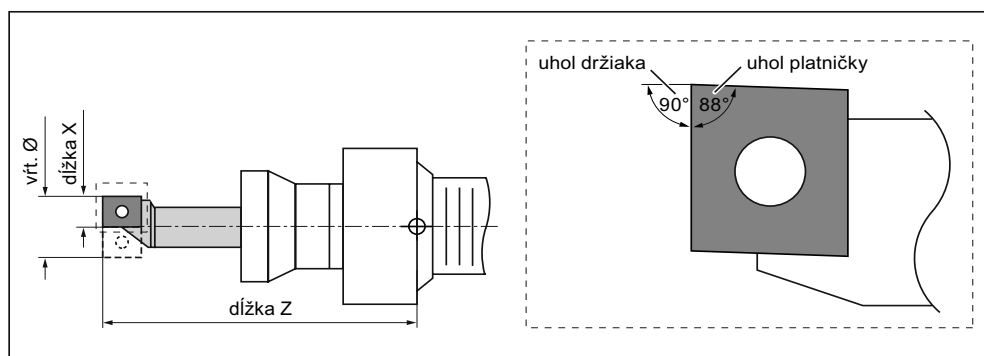 uhol držiaka
uhol platničky
90° 88°
vŕt. Ø
dĺžka X
dĺžka Z